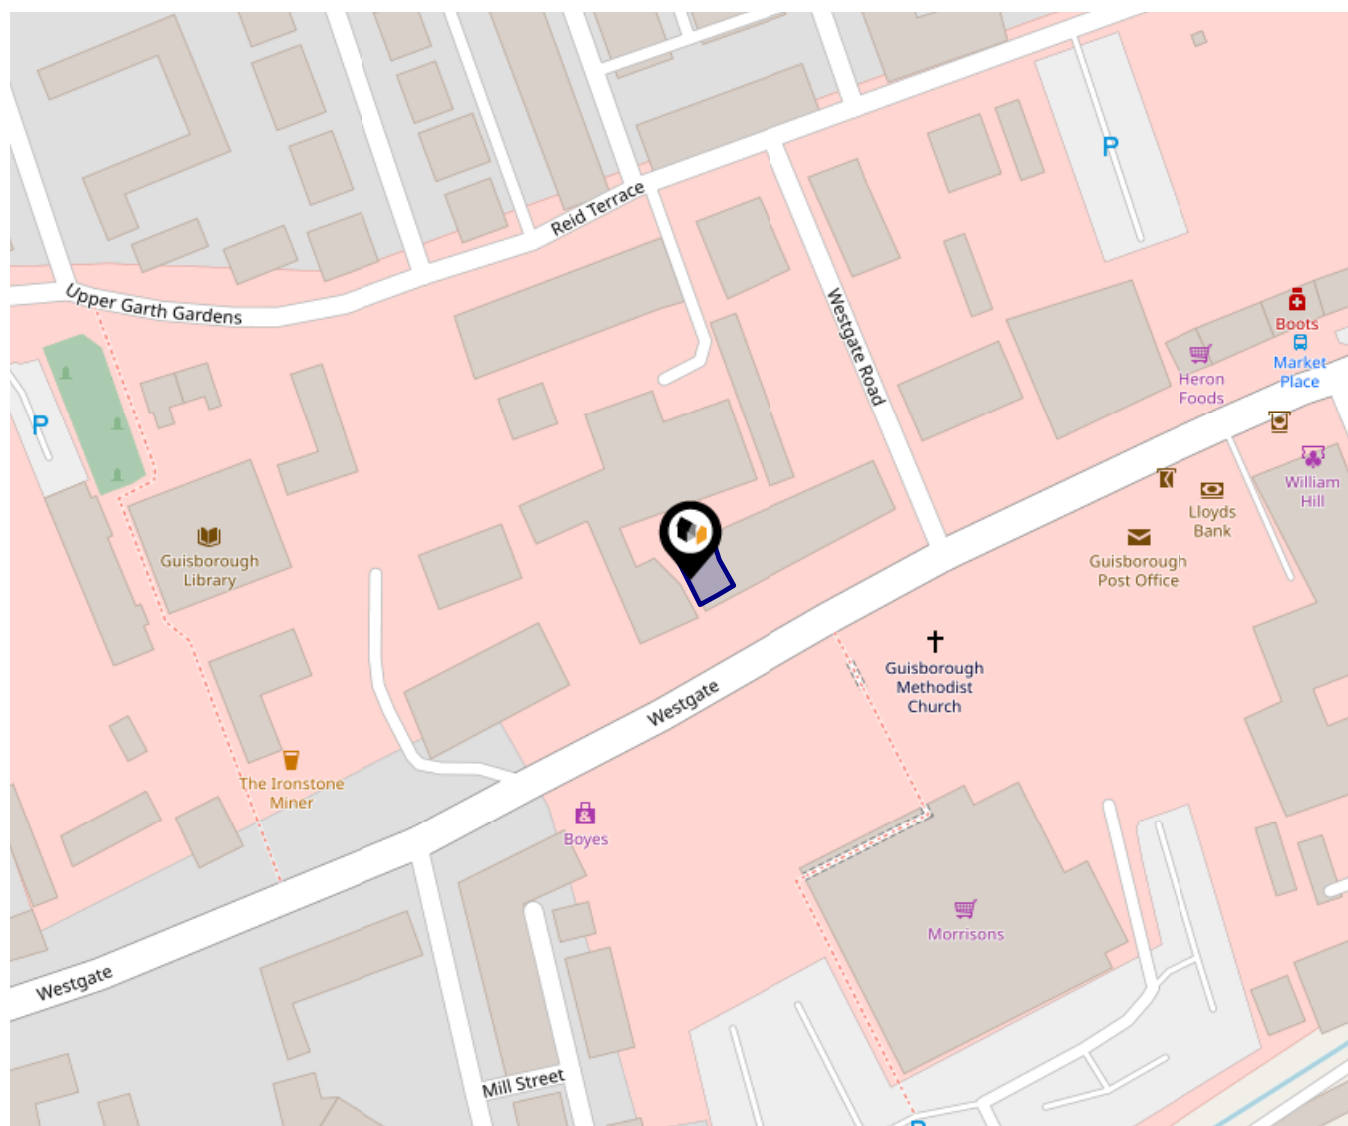 P
Reid Terrace
Upper Garth Gardens
Westgate Road
Boots
Market
Place
Heron
Foods
P
William
Hill
Lloyds
Bank
Guisborough
Post Office
Guisborough
Library
Guisborough
Methodist
Church
Westgate
The Ironstone
Miner
Boyes
Morrisons
Westgate
Mill Street
P